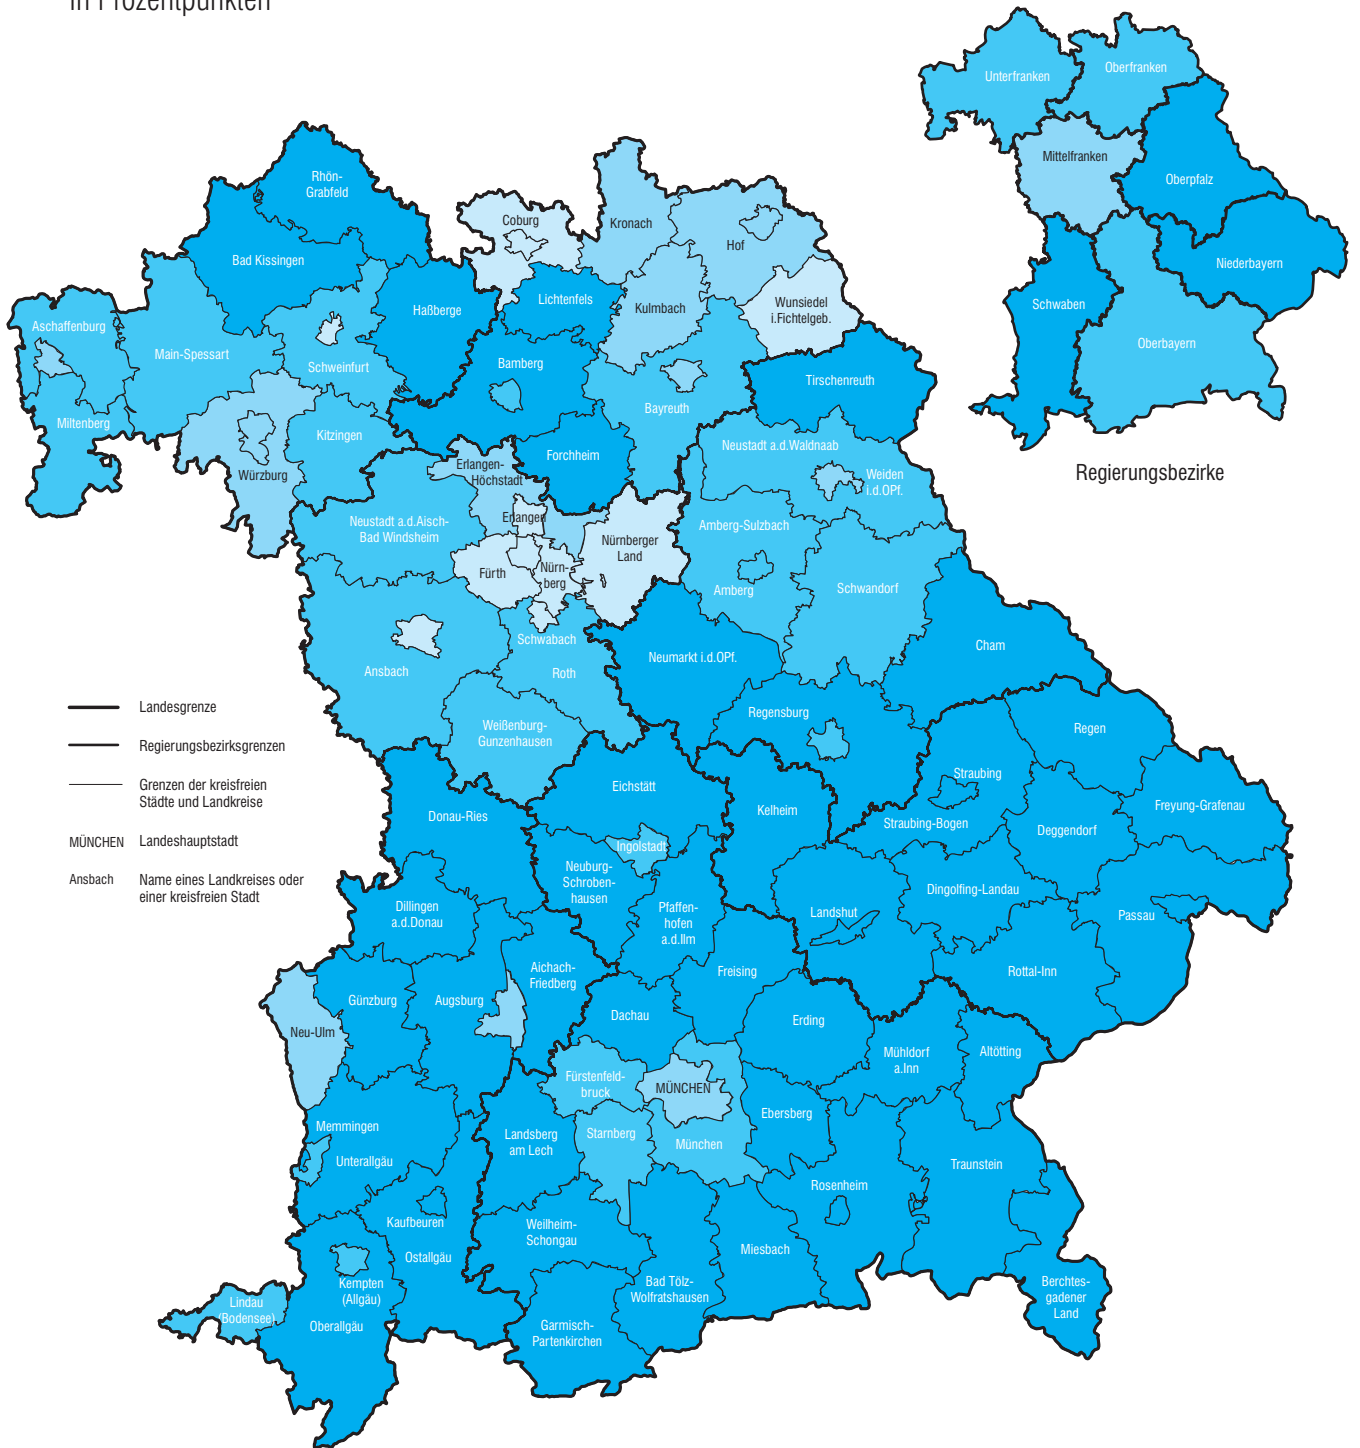 in Prozentpunkten
Unterfranken
Oberfranken
Mittelfranken
Oberpfalz
Niederbayern
Schwaben
Oberbayern
Regierungsbezirke
Rhön-
Grabfeld
Bad Kissingen
Coburg
Kronach
Hof
Haßberge
Lichtenfels
Kulmbach
Wunsiedel
i.Fichtelgeb.
Aschaffenburg
Main-Spessart
Schweinfurt
Bamberg
Bayreuth
Tirschenreuth
Miltenberg
Kitzingen
Würzburg
Forchheim
Erlangen-
Höchstadt
Neustadt a.d.Waldnaab
Weiden
i.d.OPf.
Neustadt a.d.Aisch-
Bad Windsheim
Erlangen
Fürth
Nürn-
berg
Nürnberger
Land
Amberg-Sulzbach
Amberg
Schwandorf
Ansbach
Schwabach
Roth
Neumarkt i.d.OPf.
Cham
Weißenburg-
Gunzenhausen
Regensburg
Regen
Landesgrenze
Regierungsbezirksgrenzen
Grenzen der kreisfreien
Städte und Landkreise
MÜNCHEN Landeshauptstadt
Ansbach Name eines Landkreises oder
einer kreisfreien Stadt
Donau-Ries
Eichstätt
Kelheim
Straubing
Straubing-Bogen
Deggendorf
Freyung-Grafenau
Ingolstadt
Neuburg-
Schroben-
hausen
Pfaffen-
hofen
a.d.Ilm
Dillingen
a.d.Donau
Landshut
Dingolfing-Landau
Passau
Rottal-Inn
Aichach-
Friedberg
Freising
Günzburg
Augsburg
Neu-Ulm
Dachau
Erding
Mühldorf
a.Inn
Altötting
Fürstenfeld-
bruck
MÜNCHEN
Ebersberg
Memmingen
Unterallgäu
Landsberg
am Lech
Starnberg
München
Traunstein
Rosenheim
Kaufbeuren
Ostallgäu
Weilheim-
Schongau
Miesbach
Bad Tölz-
Wolfratshausen
Berchtes-
gadener
Land
Kempten
(Allgäu)
Lindau
(Bodensee)
Oberallgäu
Garmisch-
Partenkirchen